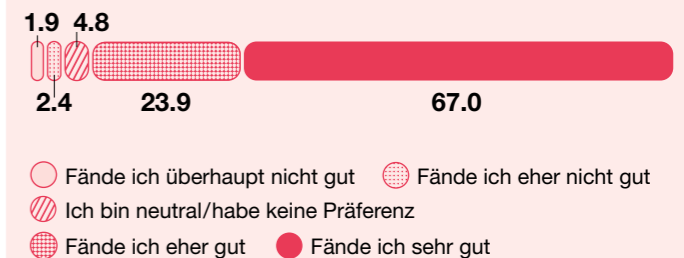 1.9 4.8
2.4 23.9 67.0
Fände ich überhaupt nicht gut Fände ich eher nicht gut
Ich bin neutral/habe keine Präferenz
Fände ich eher gut Fände ich sehr gut